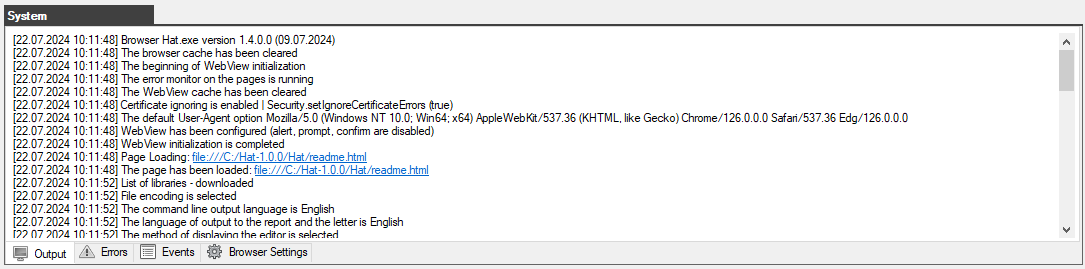 System
[22.07.2024 10:11:48] Browser Hat.exe version 1.4.0.0 (09.07.2024)
[22.07.2024 10:11:48] The browser cache has been cleared
[22.07.2024 10:11:48] The beginning of WebView initialization
[22.07.2024 10:11:48] The error monitor on the pages is running
[22.07.2024 10:11:48] The WebView cache has been cleared
[22.07.2024 10:11:48] Certificate ignoring is enabled | Security.setIgnoreCertificateErrors (true)
[22.07.2024 10:11:48] The default User-Agent option Mozilla/5.0 (Windows NT 10.0; Win64; x64) AppleWebKit/537.36 (KHTML, like Gecko) Chrome/126.0.0.0 Safari/537.36 Edg/126.0.0.0
[22.07.2024 10:11:48] WebView has been configured (alert, prompt, confirm are disabled)
[22.07.2024 10:11:48] WebView initialization is completed
[22.07.2024 10:11:48] Page Loading: file:///C:/Hat-1.0.0/Hat/readme.html
[22.07.2024 10:11:48] The page has been loaded: file:///C:/Hat-1.0.0/Hat/readme.html
[22.07.2024 10:11:52] List of libraries - downloaded
[22.07.2024 10:11:52] File encoding is selected
[22.07.2024 10:11:52] The command line output language is English
[22.07.2024 10:11:52] The language of output to the report and the letter is English
[22.07.2024 10:11:52] The method of displaying the editor is selected
Output Errors Events Browser Settings